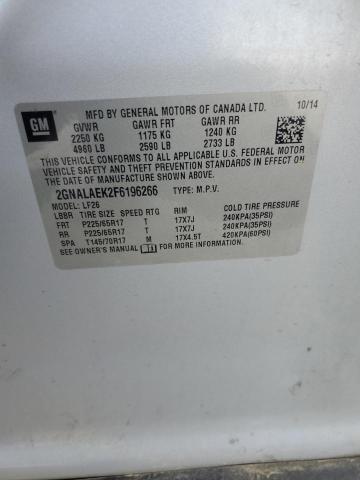 MFD BY GENERAL MOTORS OF CANADA LTD. 10/14
GM
GVWR GAWR FRT GAWR RR
2250 KG 1175 KG 1240 KG
4960 LB 2590 LB 2733 LB
THIS VEHICLE CONFORMS TO ALL APPLICABLE U.S. FEDERAL MOTOR
VEHICLE SAFETY AND THEFT PREVENTION STANDARDS IN EFFECT ON
THE DATE OF MANUFACTURE SHOWN ABOVE.
2GNALAEK2F6196266 TYPE: M.P.V.
MODEL: LF26
LBBR TIRE SIZE SPEED RTG RIM COLD TIRE PRESSURE
FRT P225/65R17 T 17X7J 240KPA(35PSI)
RR P225/65R17 T 17X7J 240KPA(35PSI)
SPA T145/70R17 M 17X4.5T 420KPA(60PSI)
SEE OWNER'S MANUAL FOR ADDITIONAL INFORMATION.